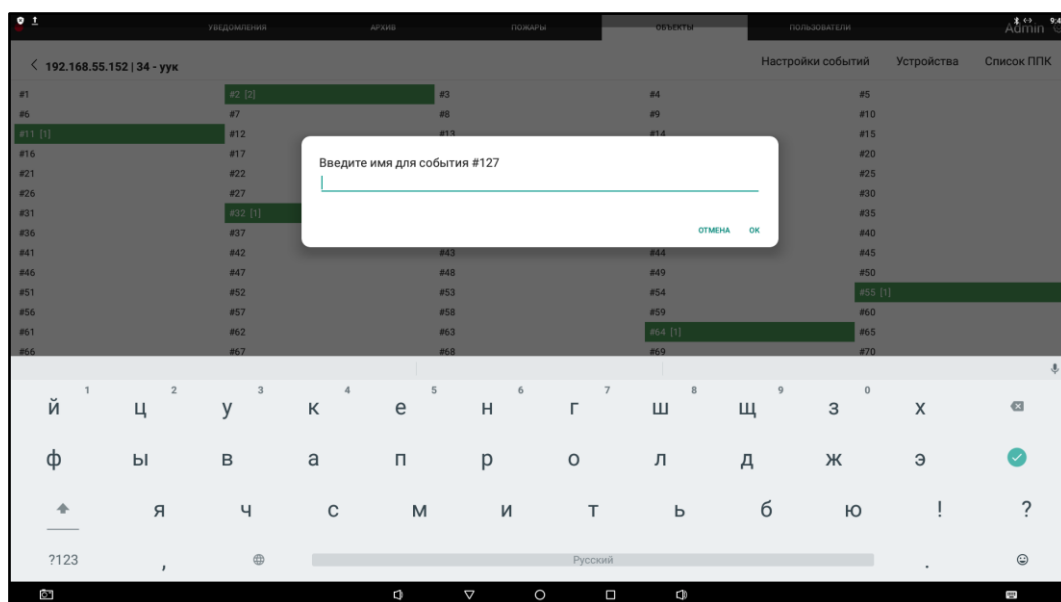 УВЕДОМЛЕНИЯ АРХИВ ПОЖАРЫ ОБЪЕКТЫ ПОЛЬЗОВАТЕЛИ Admin 9:4
< 192.168.55.152 | 34 - уук Настройки событий Устройства Список ППК
#1 #2 [2] #3 #4 #5
#6 #7 #8 #9 #10
#11 [1] #12 #13 #14 #15
#16 #17 #20
#21 #22 #25
#26 #27 #30
#31 #32 [1] #35
#36 #37 #40
#41 #42 #43 #44 #45
#46 #47 #48 #49 #50
#51 #52 #53 #54 #55 [1]
#56 #57 #58 #59 #60
#61 #62 #63 #64 [1] #65
#66 #67 #68 #69 #70
Введите имя для события #127
ОТМЕНА ОК
й 1 ц 2 у 3 к 4 е 5 н 6 г 7 ш 8 щ 9 з 0 х
ф ы в а п р о л д ж э
я ч с м и т ь б ю ! ?
?123 , Русский .